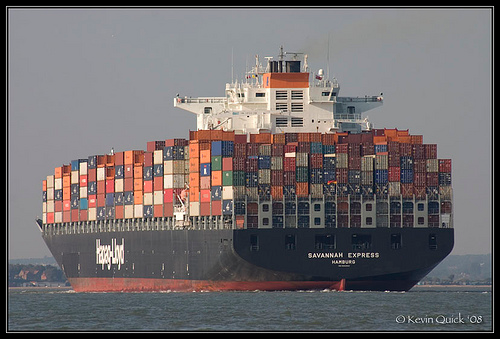 Hapag-Lloyd
SAVANNAH EXPRESS
HAMBURG
© Kevin Quick '08